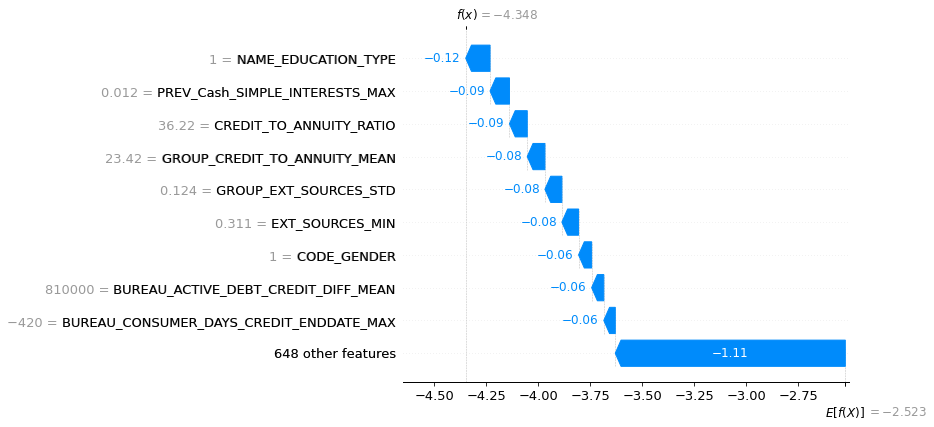 f(x) = −4.348
1 = NAME_EDUCATION_TYPE −0.12
0.012 = PREV_Cash_SIMPLE_INTERESTS_MAX −0.09
36.22 = CREDIT_TO_ANNUITY_RATIO −0.09
23.42 = GROUP_CREDIT_TO_ANNUITY_MEAN −0.08
0.124 = GROUP_EXT_SOURCES_STD −0.08
0.311 = EXT_SOURCES_MIN −0.08
1 = CODE_GENDER −0.06
810000 = BUREAU_ACTIVE_DEBT_CREDIT_DIFF_MEAN −0.06
−420 = BUREAU_CONSUMER_DAYS_CREDIT_ENDDATE_MAX −0.06
648 other features −1.11
−4.50 −4.25 −4.00 −3.75 −3.50 −3.25 −3.00 −2.75
E[f(X)] = −2.523